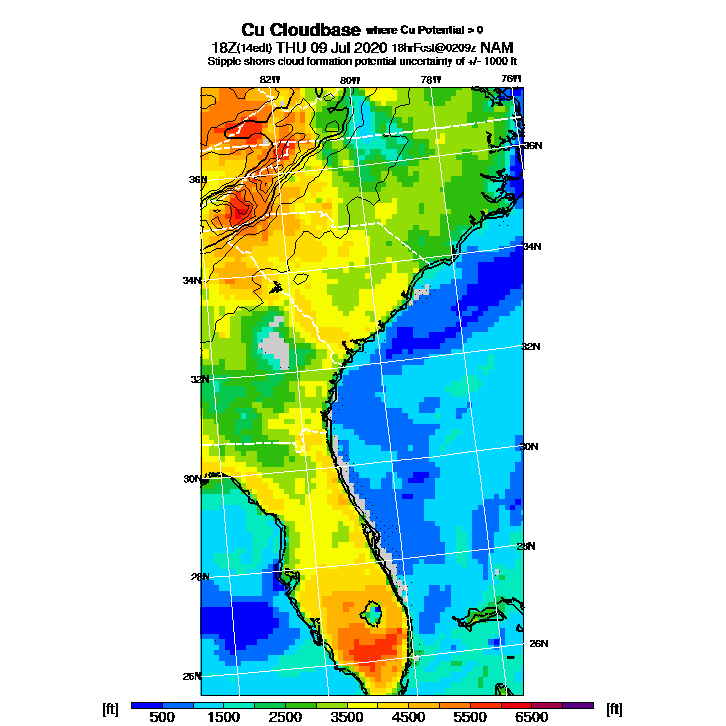 Cu Cloudbase where Cu Potential > 0
18Z(14edt) THU 09 Jul 2020 18hrFcst@0209z NAM
Stipple shows cloud formation potential uncertainty of +/- 1000 ft
82W 80W 78W 76W
36N
36N
34N
34N
32N
32N
30N
30N
28N
28N
26N
26N
[ft] 500 1500 2500 3500 4500 5500 6500 [ft]